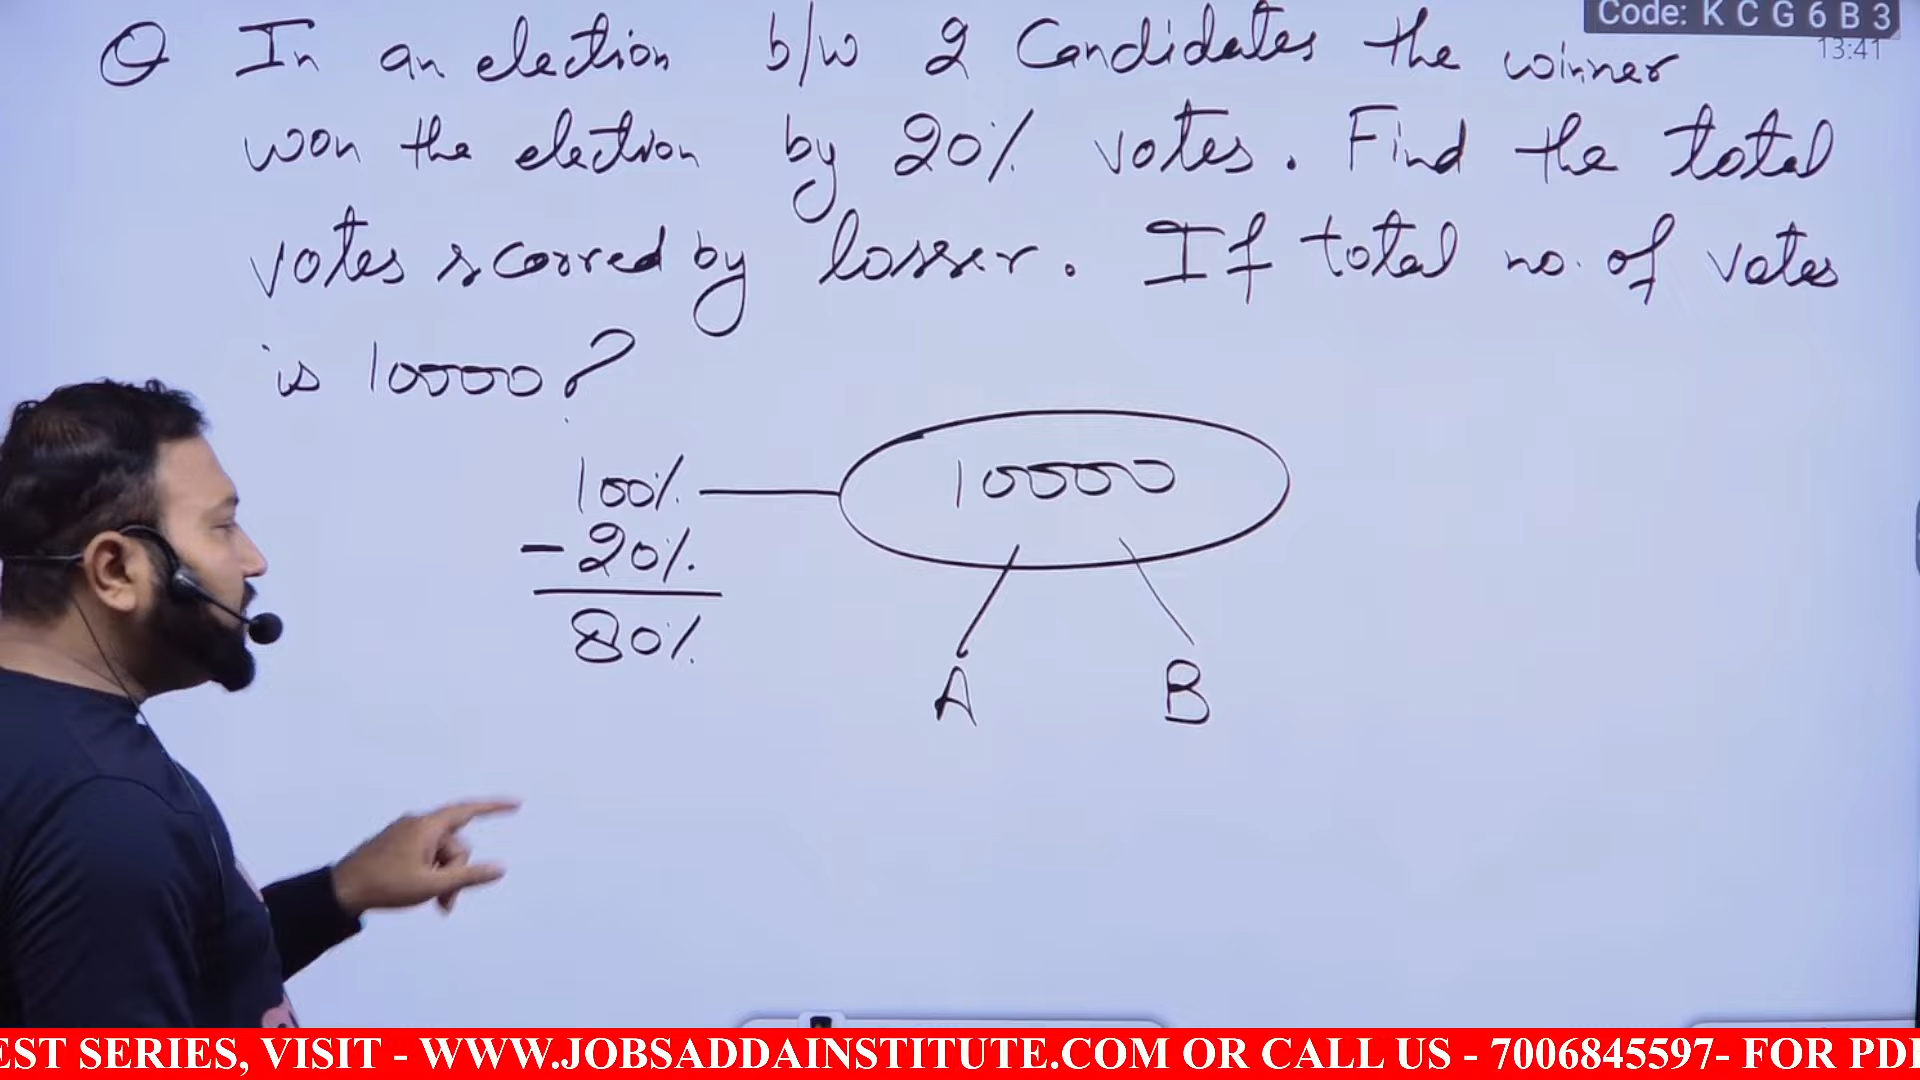 Code: K C G 6 B 3
13:41
Q In an election b/w 2 Candidates the winner
won the election by 20% votes. Find the total
votes scorred by losser. If total no. of votes
is 10000?
100% 10000
- 20%
80%
A B
EST SERIES, VISIT - WWW.JOBSADDAINSTITUTE.COM OR CALL US - 7006845597- FOR PDF